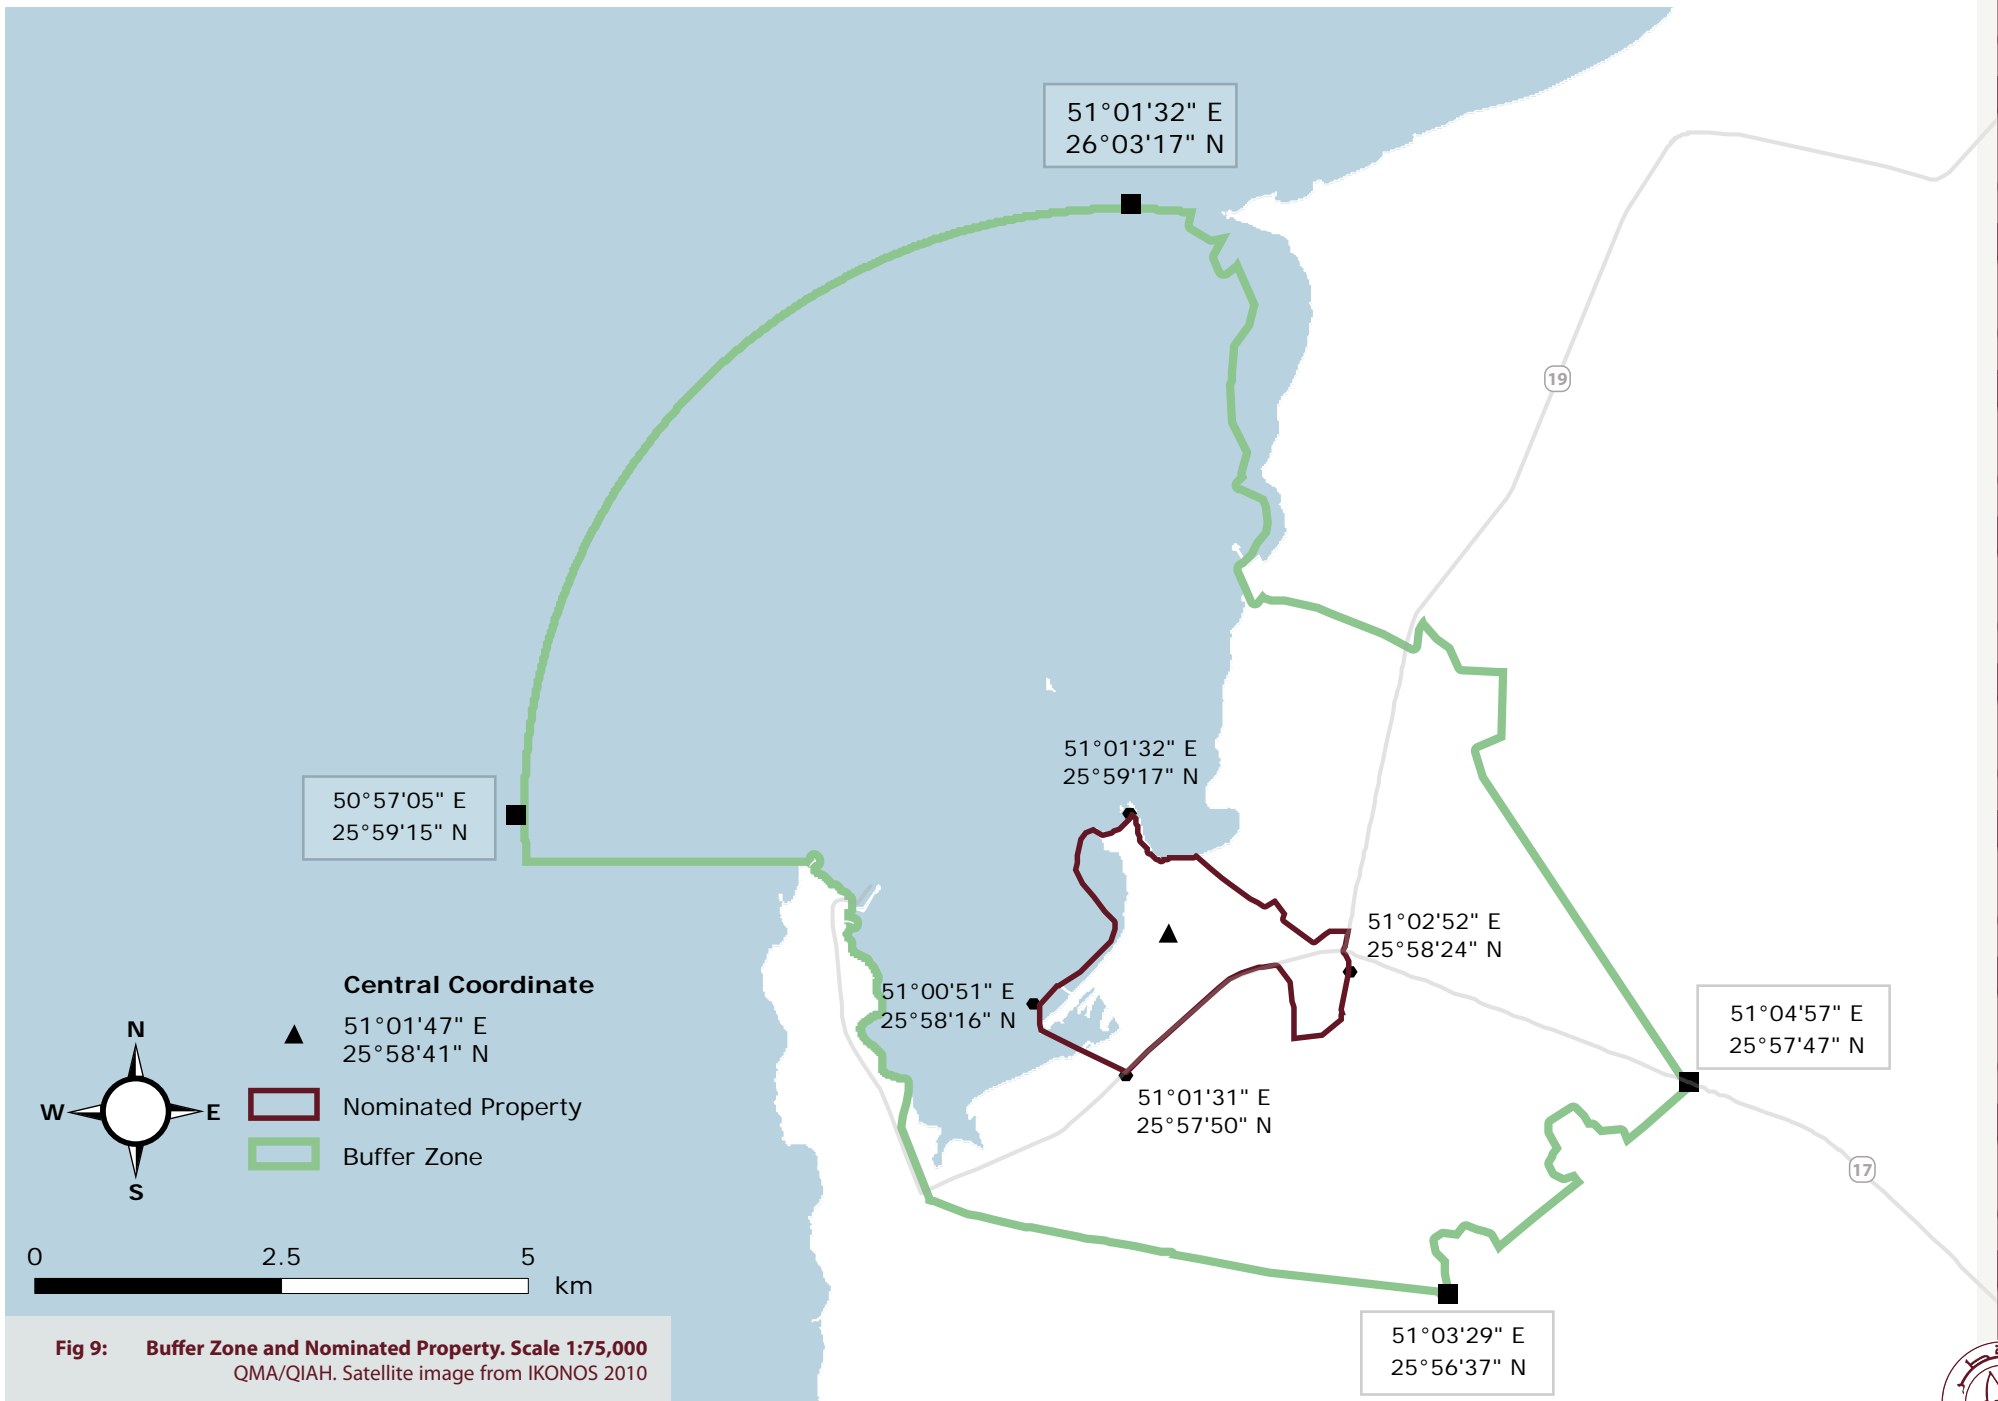 51°01'32" E
26°03'17" N
19
51°01'32" E
25°59'17" N
50°57'05" E
25°59'15" N
51°02'52" E
25°58'24" N
51°00'51" E
25°58'16" N
51°04'57" E
25°57'47" N
51°01'31" E
25°57'50" N
17
51°03'29" E
25°56'37" N
Central Coordinate
51°01'47" E
25°58'41" N
Nominated Property
Buffer Zone
N
W E
S
0 2.5 5
km
Fig 9: Buffer Zone and Nominated Property. Scale 1:75,000
QMA/QIAH. Satellite image from IKONOS 2010